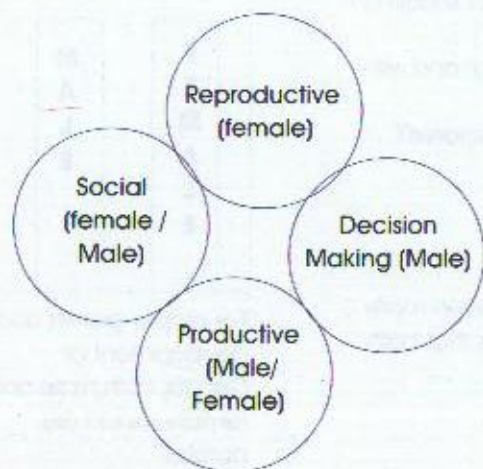 Reproductive
(female)
Social
(female /
Male)
Decision
Making (Male)
Productive
(Male/
Female)